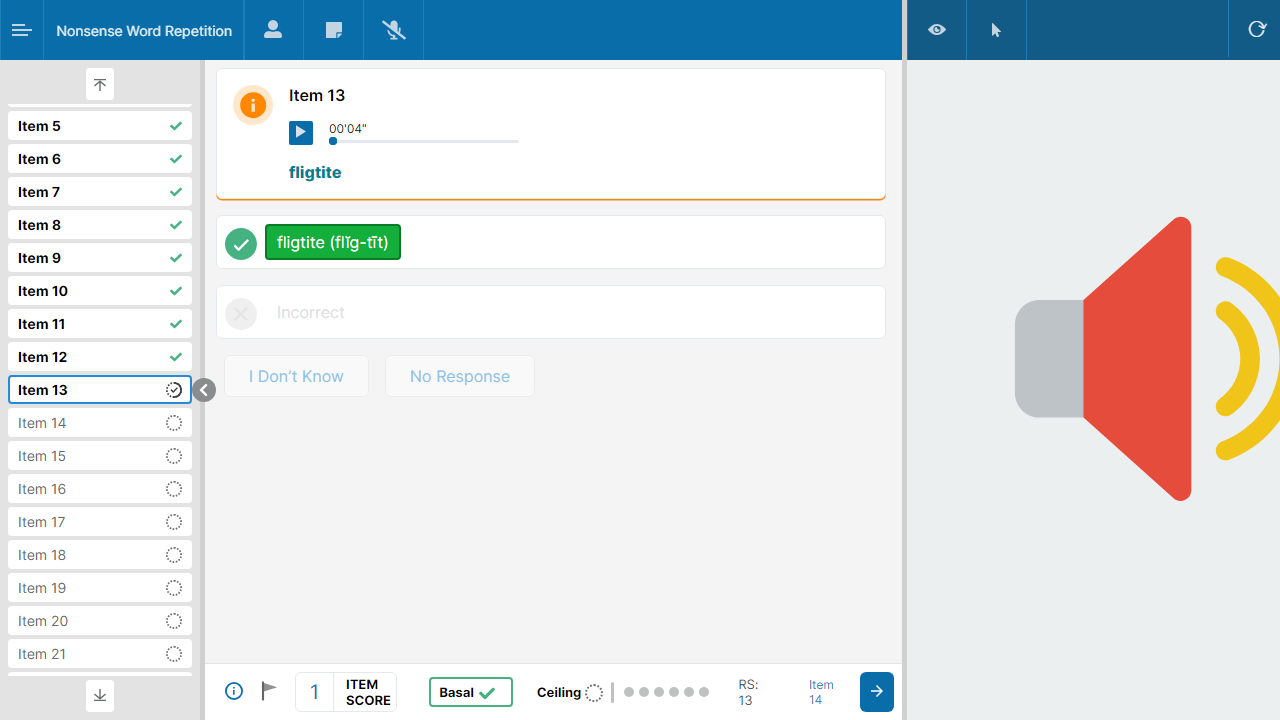 Nonsense Word Repetition
Item 5
Item 6
Item 7
Item 8
Item 9
Item 10
Item 11
Item 12
Item 13
Item 14
Item 15
Item 16
Item 17
Item 18
Item 19
Item 20
Item 21
Item 13
00'04"
fligtite
fligtite (flĭg-tīt)
Incorrect
I Don't Know
No Response
1
ITEM
SCORE
Basal
Ceiling
RS:
13
Item
14